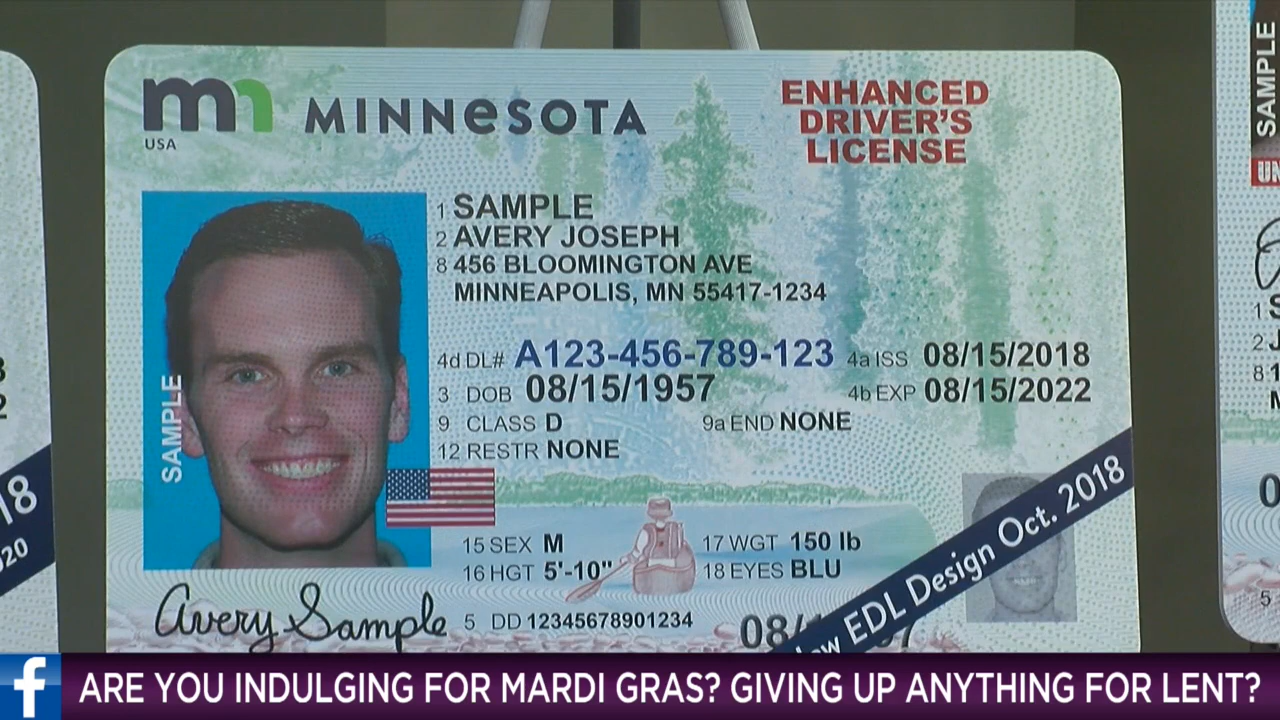 mn MINNeSOTA
USA
ENHANCED
DRIVER'S
LICENSE
1 SAMPLE
2 AVERY JOSEPH
8 456 BLOOMINGTON AVE
MINNEAPOLIS, MN 55417-1234
4d DL# A123-456-789-123 4a ISS 08/15/2018
3 DOB 08/15/1957 4b EXP 08/15/2022
9 CLASS D 9a END NONE
12 RESTR NONE
SAMPLE
15 SEX M 17 WGT 150 lb
16 HGT 5'-10" 18 EYES BLU
Avery Sample
5 DD 12345678901234
08/
EDL Design Oct. 2018
SAMPLE
18
f ARE YOU INDULGING FOR MARDI GRAS? GIVING UP ANYTHING FOR LENT?